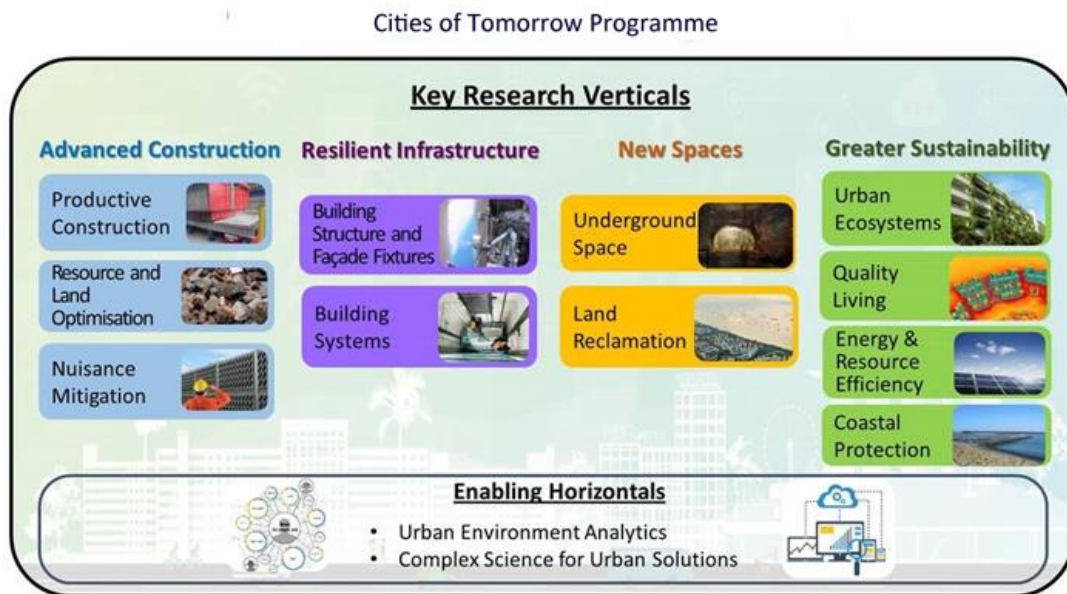 Cities of Tomorrow Programme
Key Research Verticals
Advanced Construction
Productive
Construction
Resource and
Land
Optimisation
Nuisance
Mitigation
Resilient Infrastructure
Building
Structure and
Façade Fixtures
Building
Systems
New Spaces
Underground
Space
Land
Reclamation
Greater Sustainability
Urban
Ecosystems
Quality
Living
Energy &
Resource
Efficiency
Coastal
Protection
Enabling Horizontals
• Urban Environment Analytics
• Complex Science for Urban Solutions